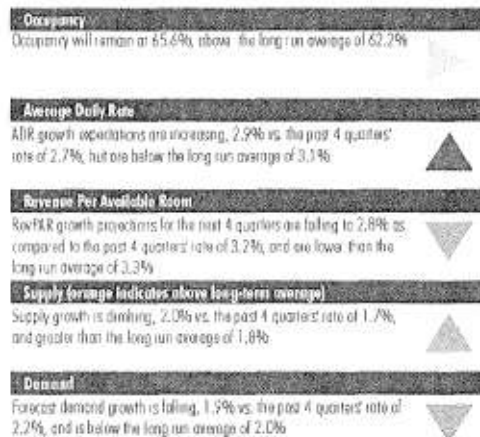 Occupancy
Occupancy will remain at 65.6%, above the long run average of 62.2%
Average Daily Rate
ADR growth expectations are increasing, 2.9% vs. the past 4 quarters'
rate of 2.7%, but are below the long run average of 3.1%
Revenue Per Available Room
RevPAR growth projections for the next 4 quarters are falling to 2.8% as
compared to the past 4 quarters' rate of 3.2%, and are lower than the
long run average of 3.3%
Supply (orange indicates above long-term average)
Supply growth is climbing, 2.0% vs. the past 4 quarters' rate of 1.7%,
and greater than the long run average of 1.8%
Demand
Forecast demand growth is falling, 1.9% vs. the past 4 quarters' rate of
2.2%, and is below the long run average of 2.0%